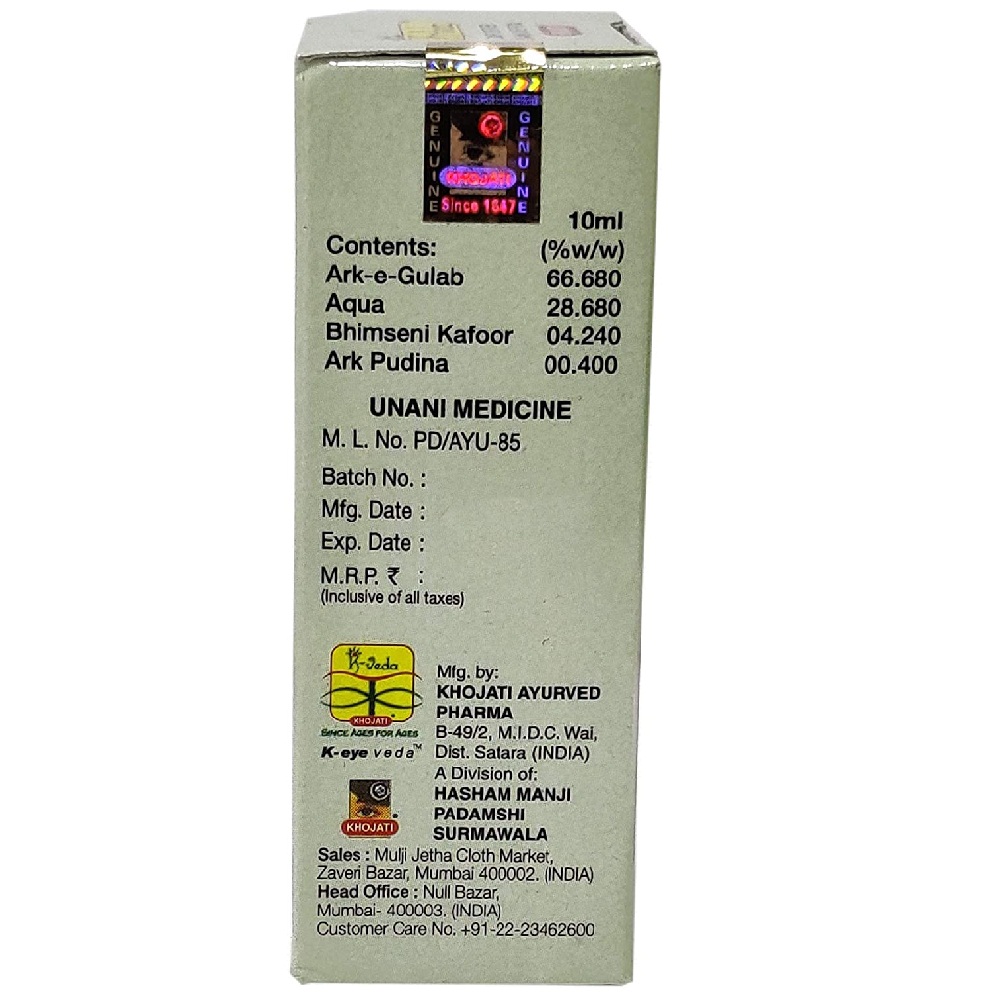 GENUINE
GENUINE
KHOJATI
Since 1847
10ml
Contents: (%w/w)
Ark-e-Gulab 66.680
Aqua 28.680
Bhimseni Kafoor 04.240
Ark Pudina 00.400
UNANI MEDICINE
M. L. No. PD/AYU-85
Batch No. :
Mfg. Date :
Exp. Date :
M.R.P. ₹ :
(Inclusive of all taxes)
K-Veda
KHOJATI
SINCE AGES FOR AGES
K-eye veda™
KHOJATI
Mfg. by:
KHOJATI AYURVED
PHARMA
B-49/2, M.I.D.C. Wai,
Dist. Satara (INDIA)
A Division of:
HASHAM MANJI
PADAMSHI
SURMAWALA
Sales : Mulji Jetha Cloth Market,
Zaveri Bazar, Mumbai 400002. (INDIA)
Head Office : Null Bazar,
Mumbai- 400003. (INDIA)
Customer Care No. +91-22-23462600